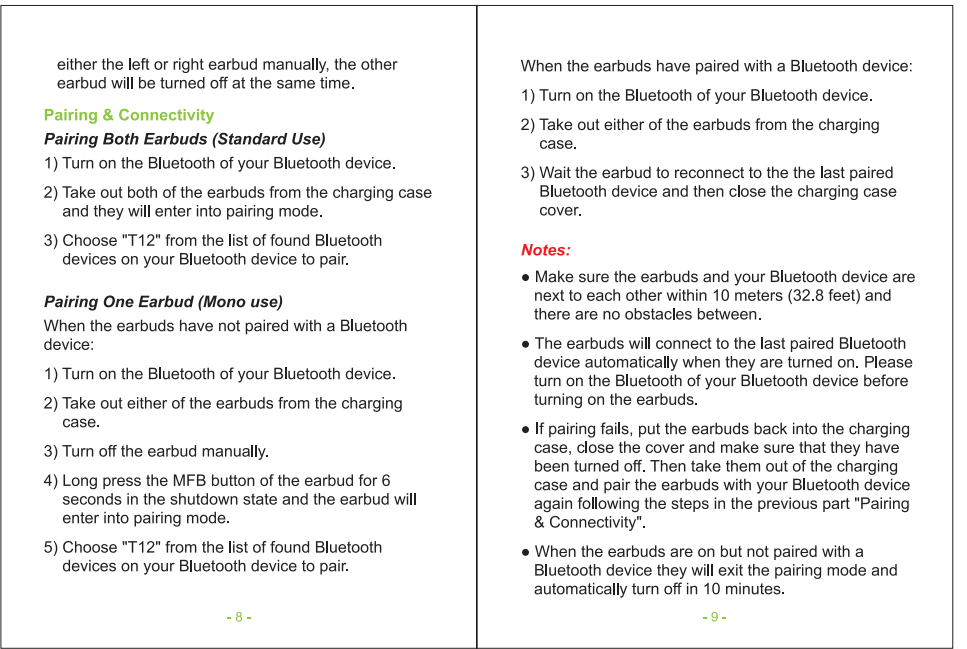 either the left or right earbud manually, the other
earbud will be turned off at the same time.
Pairing & Connectivity
Pairing Both Earbuds (Standard Use)
1) Turn on the Bluetooth of your Bluetooth device.
2) Take out both of the earbuds from the charging case
and they will enter into pairing mode.
3) Choose "T12" from the list of found Bluetooth
devices on your Bluetooth device to pair.
Pairing One Earbud (Mono use)
When the earbuds have not paired with a Bluetooth
device:
1) Turn on the Bluetooth of your Bluetooth device.
2) Take out either of the earbuds from the charging
case.
3) Turn off the earbud manually.
4) Long press the MFB button of the earbud for 6
seconds in the shutdown state and the earbud will
enter into pairing mode.
5) Choose "T12" from the list of found Bluetooth
devices on your Bluetooth device to pair.
- 8 -
When the earbuds have paired with a Bluetooth device:
1) Turn on the Bluetooth of your Bluetooth device.
2) Take out either of the earbuds from the charging
case.
3) Wait the earbud to reconnect to the the last paired
Bluetooth device and then close the charging case
cover.
Notes:
● Make sure the earbuds and your Bluetooth device are
next to each other within 10 meters (32.8 feet) and
there are no obstacles between.
● The earbuds will connect to the last paired Bluetooth
device automatically when they are turned on. Please
turn on the Bluetooth of your Bluetooth device before
turning on the earbuds.
● If pairing fails, put the earbuds back into the charging
case, close the cover and make sure that they have
been turned off. Then take them out of the charging
case and pair the earbuds with your Bluetooth device
again following the steps in the previous part "Pairing
& Connectivity".
● When the earbuds are on but not paired with a
Bluetooth device they will exit the pairing mode and
automatically turn off in 10 minutes.
- 9 -